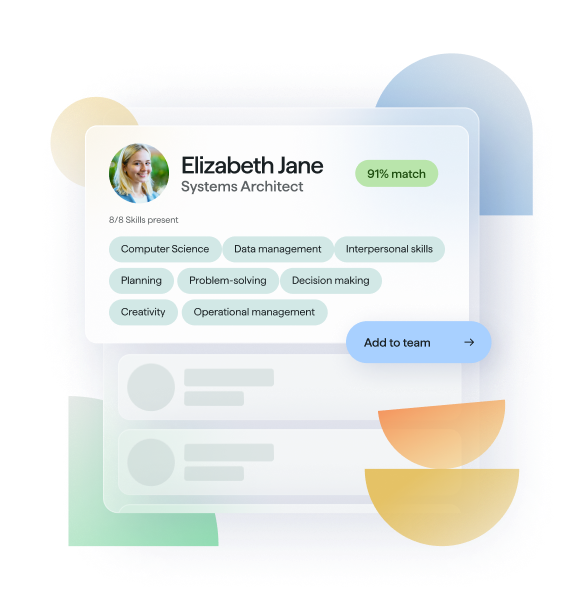 Elizabeth Jane
Systems Architect
91% match
8/8 Skills present
Computer Science Data management Interpersonal skills
Planning Problem-solving Decision making
Creativity Operational management
Add to team →